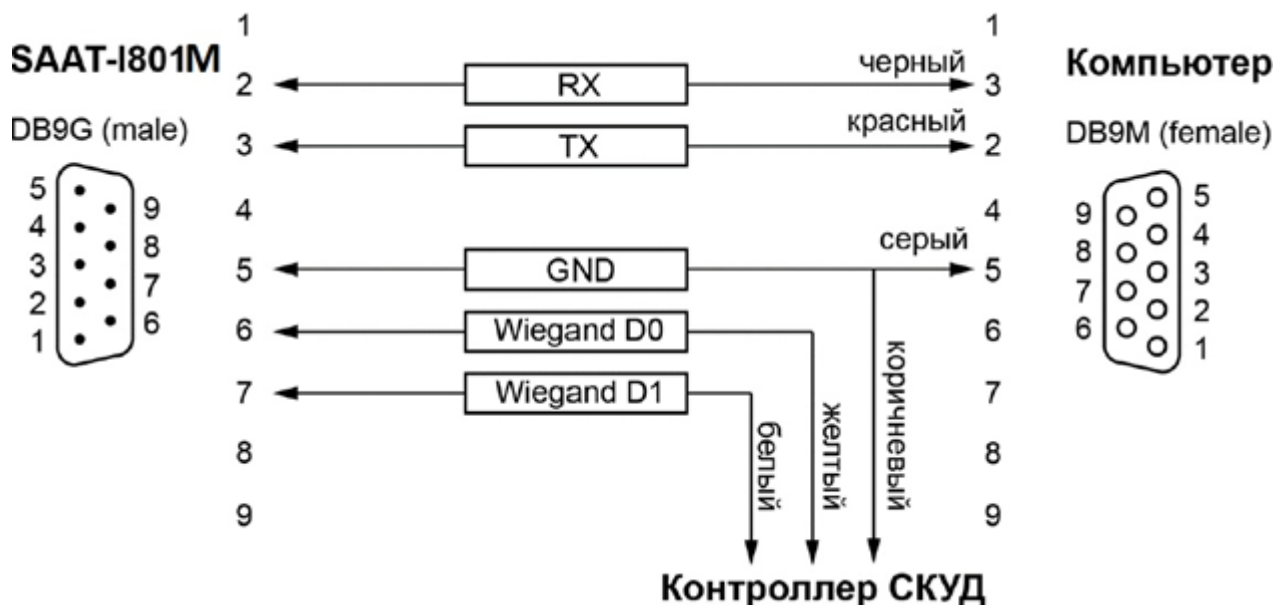 SAAT-I801M
DB9G (male)
5
4
3
2
1
9
8
7
6
1
2
3
4
5
6
7
8
9
RX
TX
GND
Wiegand D0
Wiegand D1
черный
красный
серый
белый
желтый
коричневый
1
3
2
4
5
6
7
8
9
Компьютер
DB9M (female)
9
8
7
6
5
4
3
2
1
Контроллер СКУД